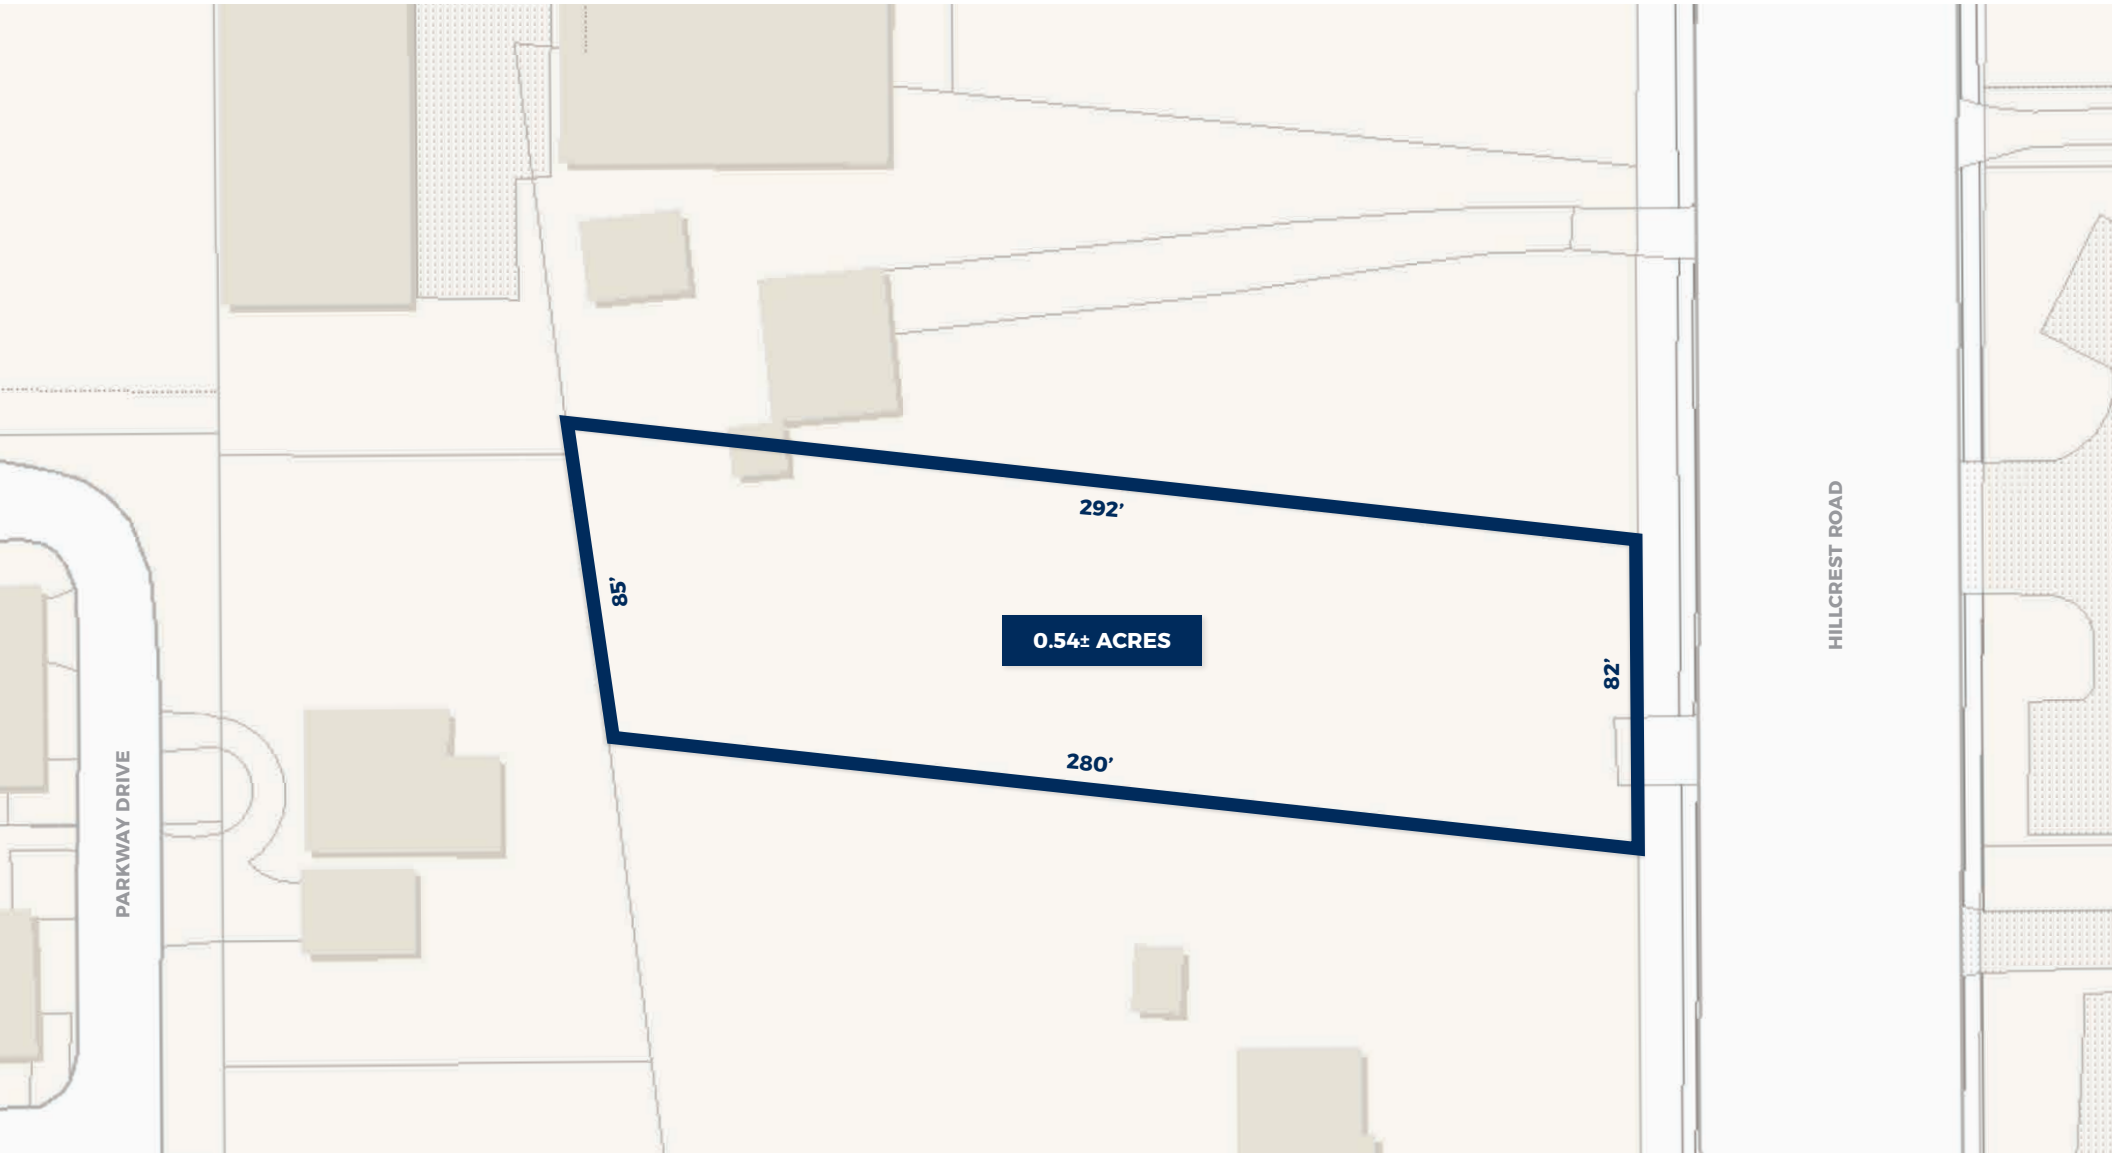 292’
85’
0.54± ACRES
82’
280’
HILLCREST ROAD
PARKWAY DRIVE